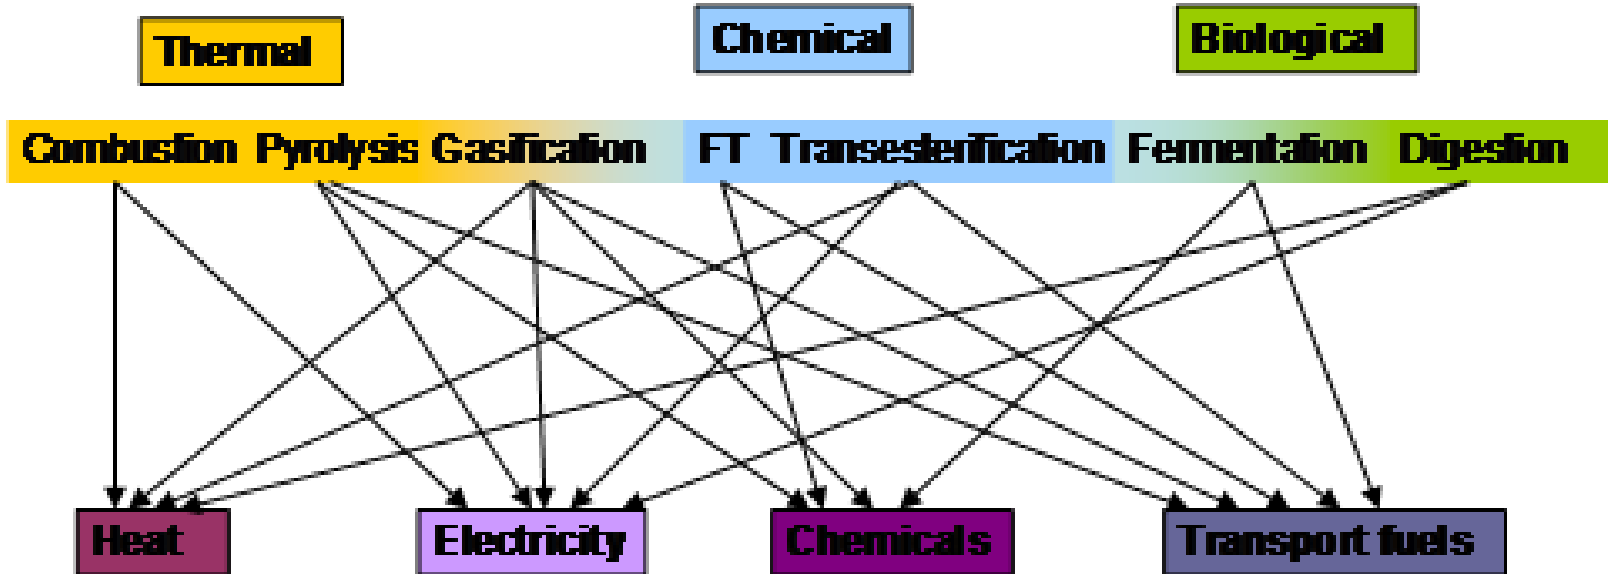 Thermal Chemical Biological
Combustion Pyrolysis Gasification FT Transesterification Fermentation Digestion
Heat Electricity Chemicals Transport fuels